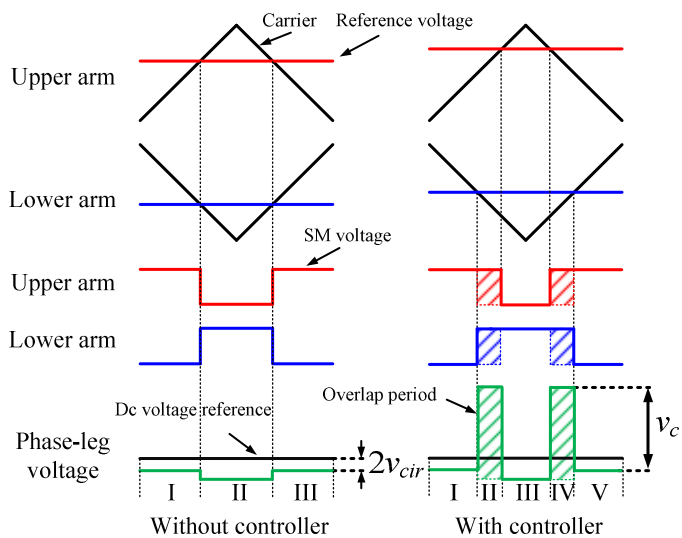 Carrier
Reference voltage
Upper arm
Lower arm
SM voltage
Upper arm
Lower arm
Dc voltage reference
Overlap period
Phase-leg
voltage
2v_cir
v_c
I II III
I II III IV V
Without controller
With controller